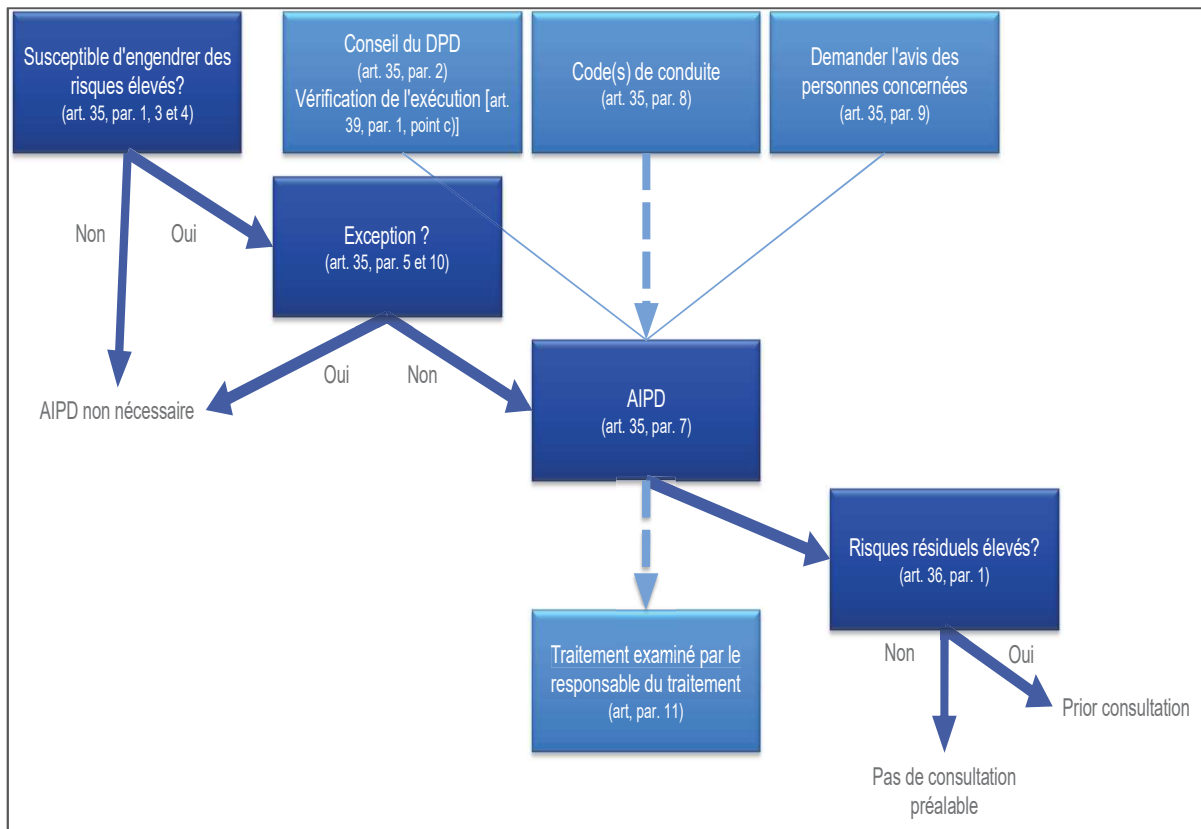 Susceptible d'engendrer des
risques élevés?
(art. 35, par. 1, 3 et 4)
Conseil du DPD
(art. 35, par. 2)
Vérification de l'exécution [art.
39, par. 1, point c)]
Code(s) de conduite
(art. 35, par. 8)
Demander l'avis des
personnes concernées
(art. 35, par. 9)
Non
Oui
Exception ?
(art. 35, par. 5 et 10)
Oui
Non
AIPD non nécessaire
AIPD
(art. 35, par. 7)
Risques résiduels élevés?
(art. 36, par. 1)
Traitement examiné par le
responsable du traitement
(art, par. 11)
Non
Oui
Prior consultation
Pas de consultation
préalable